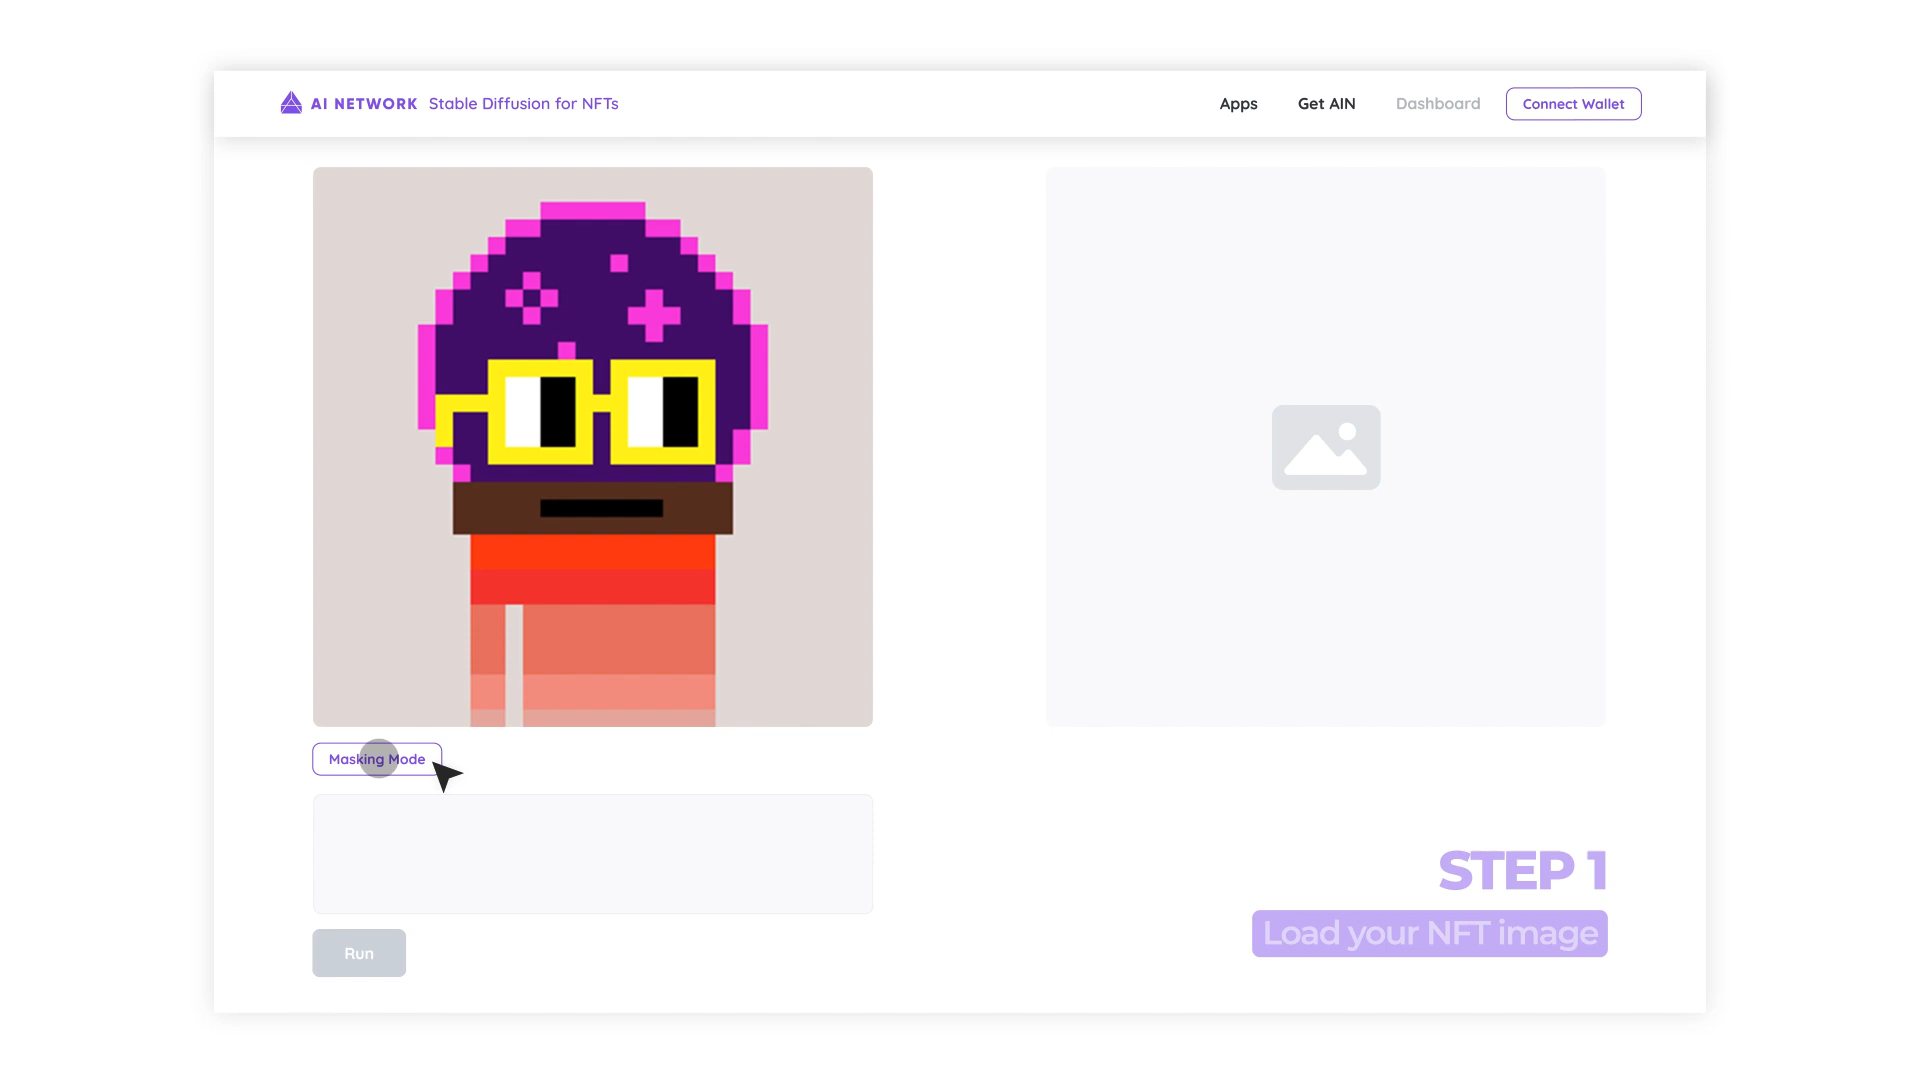 AI NETWORK Stable Diffusion for NFTs
Apps Get AIN Dashboard Connect Wallet
Masking Mode
Run
STEP 1
Load your NFT image